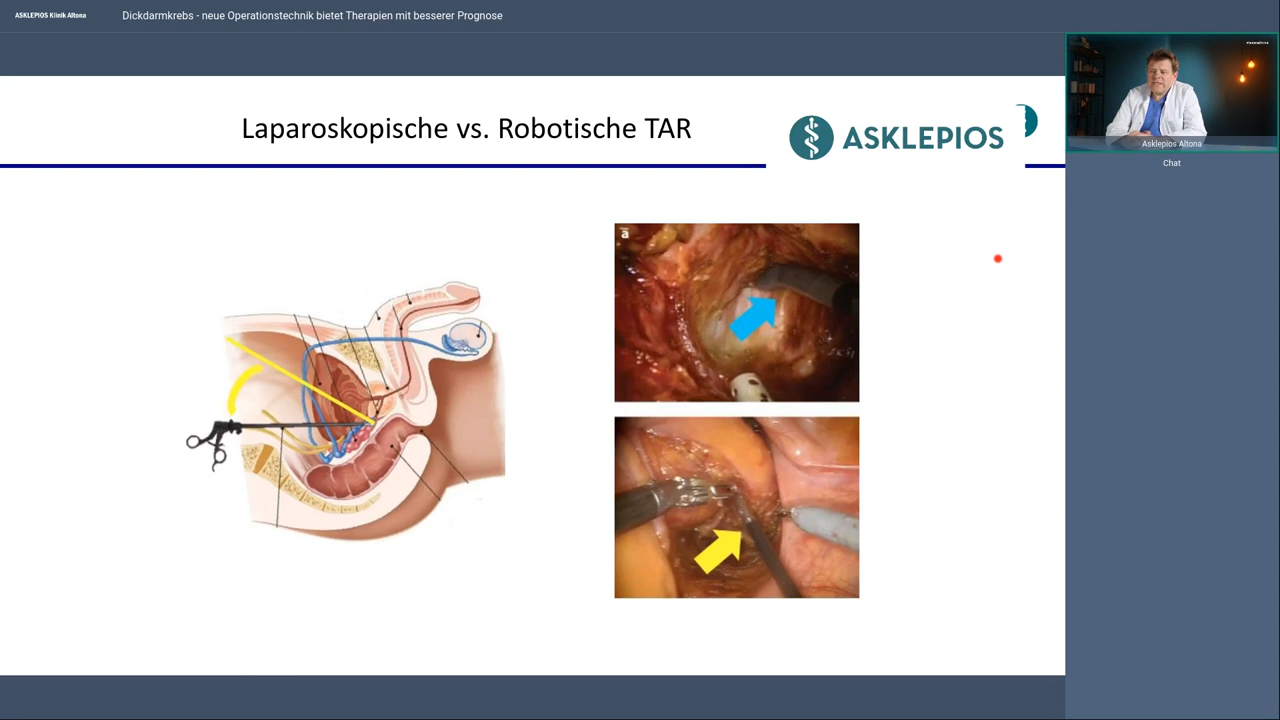 ASKLEPIOS Klinik Altona
Dickdarmkrebs - neue Operationstechnik bietet Therapien mit besserer Prognose
Laparoskopische vs. Robotische TAR
ASKLEPIOS
a
Asklepios Altona
Chat